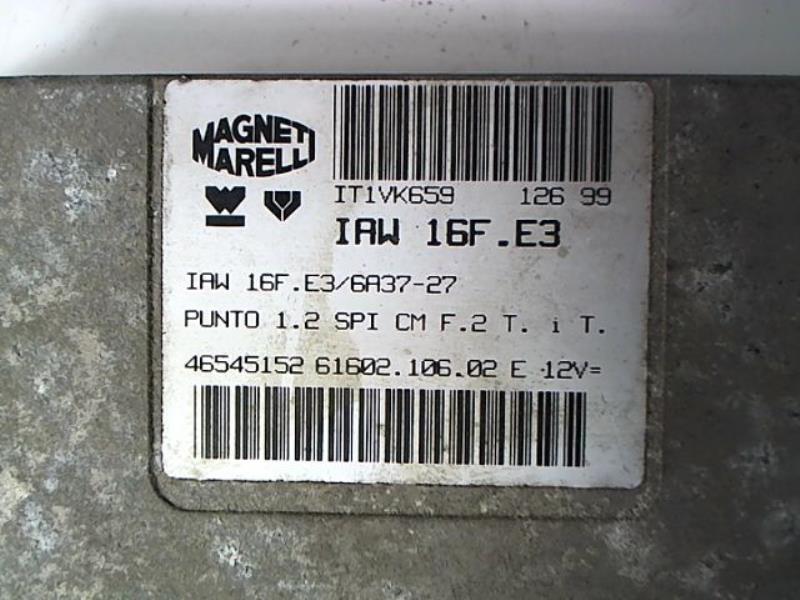 MAGNETI
MARELLI
IT1VK659 126 99
IAW 16F.E3
IAW 16F.E3/6A37-27
PUNTO 1.2 SPI CM F.2 T. i T.
46545152 61602.106.02 E 12V=